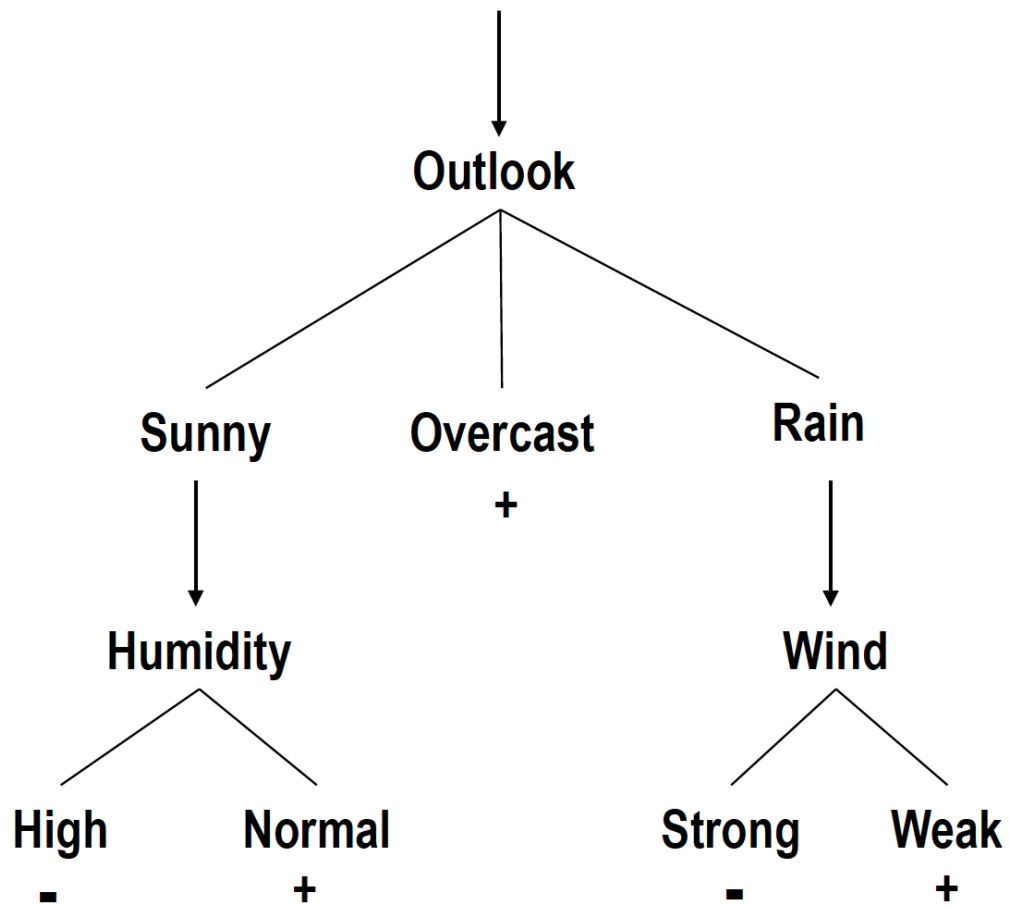 Outlook
Sunny Overcast Rain
+
Humidity Wind
High Normal Strong Weak
- + - +